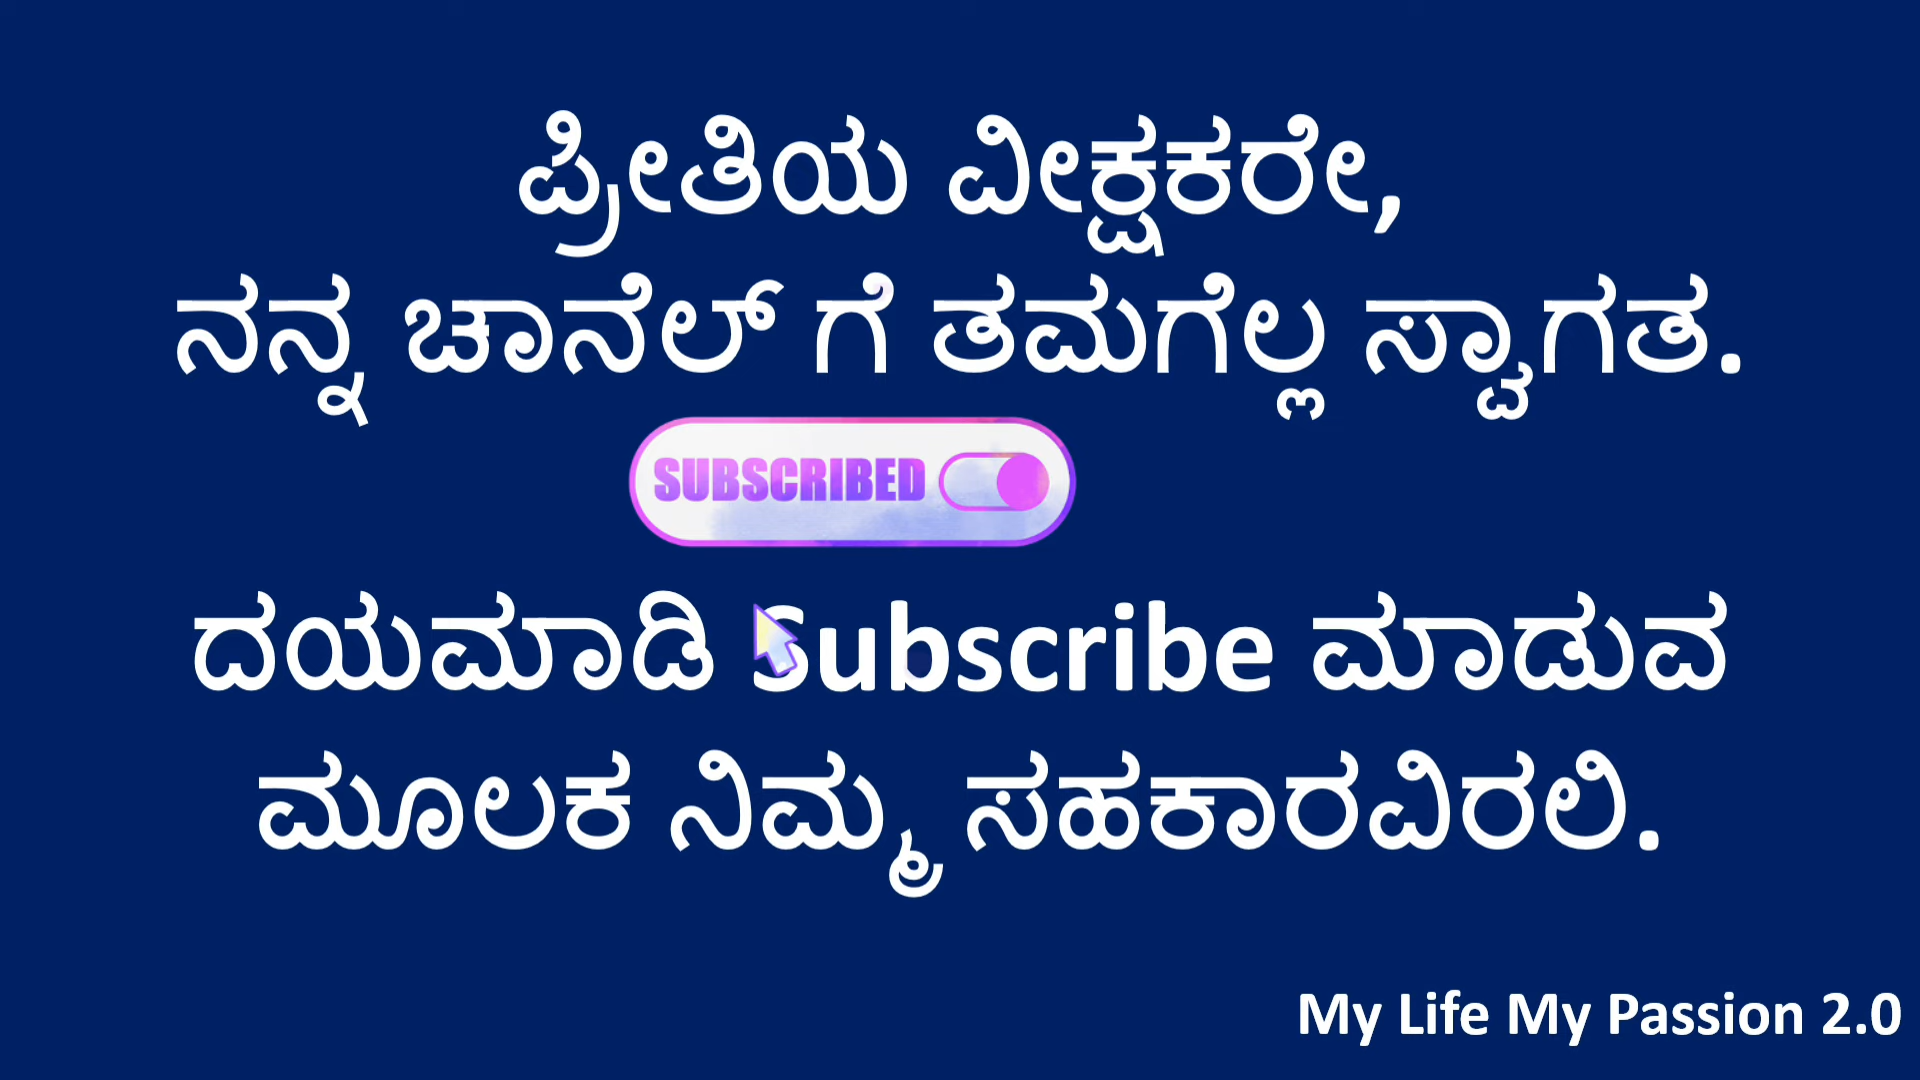 ಪ್ರೀತಿಯ ವೀಕ್ಷಕರೇ,
ನನ್ನ ಚಾನೆಲ್ ಗೆ ತಮಗೆಲ್ಲ ಸ್ವಾಗತ.
SUBSCRIBED
ದಯಮಾಡಿ Subscribe ಮಾಡುವ
ಮೂಲಕ ನಿಮ್ಮ ಸಹಕಾರವಿರಲಿ.
My Life My Passion 2.0